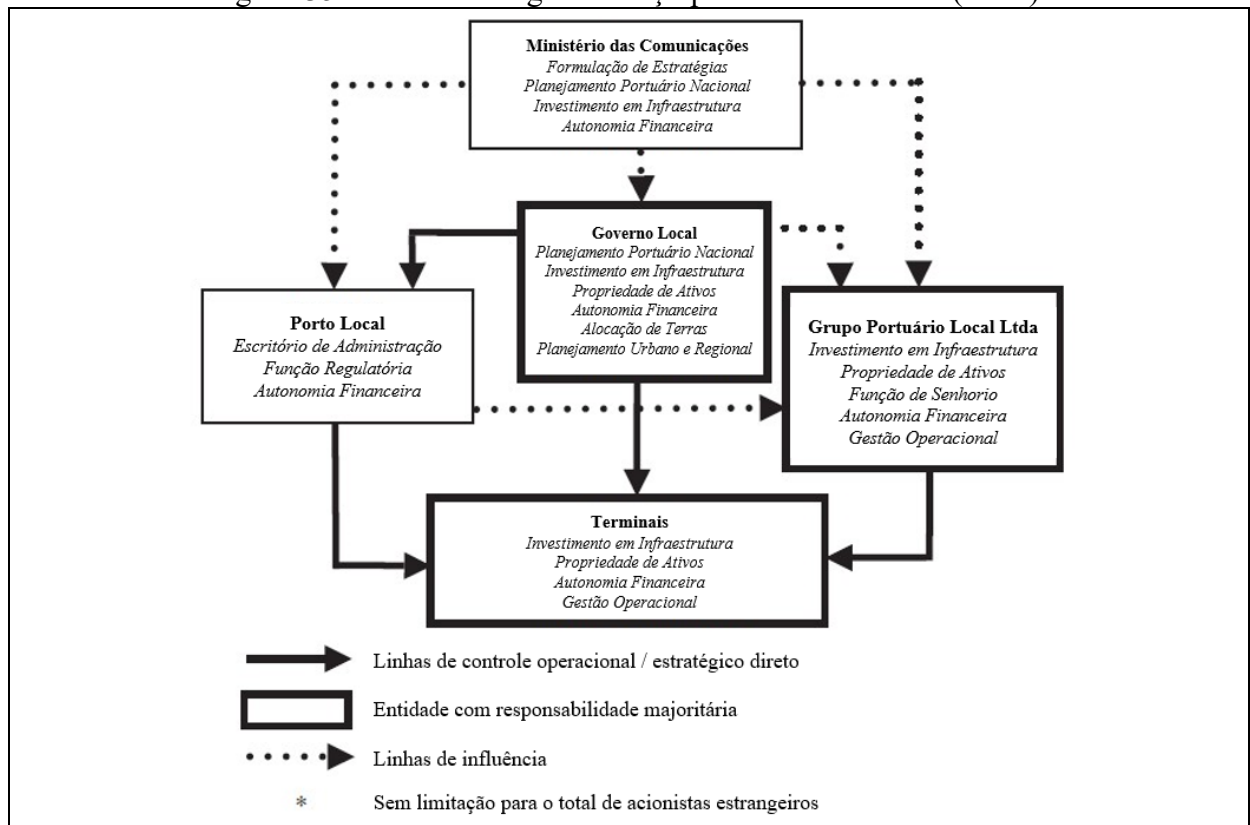 Ministério das Comunicações
Formulação de Estratégias
Planejamento Portuário Nacional
Investimento em Infraestrutura
Autonomia Financeira
Governo Local
Planejamento Portuário Nacional
Investimento em Infraestrutura
Propriedade de Ativos
Autonomia Financeira
Alocação de Terras
Planejamento Urbano e Regional
Porto Local
Escritório de Administração
Função Regulatória
Autonomia Financeira
Grupo Portuário Local Ltda
Investimento em Infraestrutura
Propriedade de Ativos
Função de Senhorio
Autonomia Financeira
Gestão Operacional
Terminais
Investimento em Infraestrutura
Propriedade de Ativos
Autonomia Financeira
Gestão Operacional
Linhas de controle operacional / estratégico direto
Entidade com responsabilidade majoritária
Linhas de influência
* Sem limitação para o total de acionistas estrangeiros